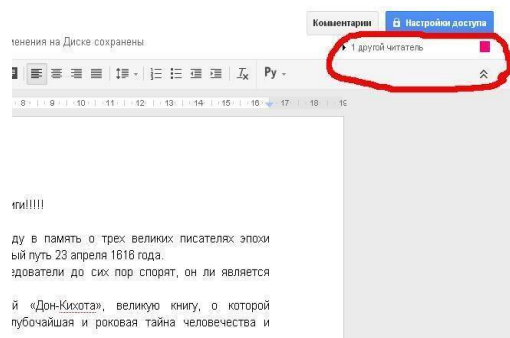 Комментарии
Настройки доступа
менения на Диске сохранены
1 другой читатель
Ру
8 9 10 11 12 13 14 15 16 17 18 19
иги!!!!!
ду в память о трех великих писателях эпохи
ый путь 23 апреля 1616 года.
едователи до сих пор спорят, он ли является
й «Дон-Кихота», великую книгу, о которой
лубочайшая и роковая тайна человечества и